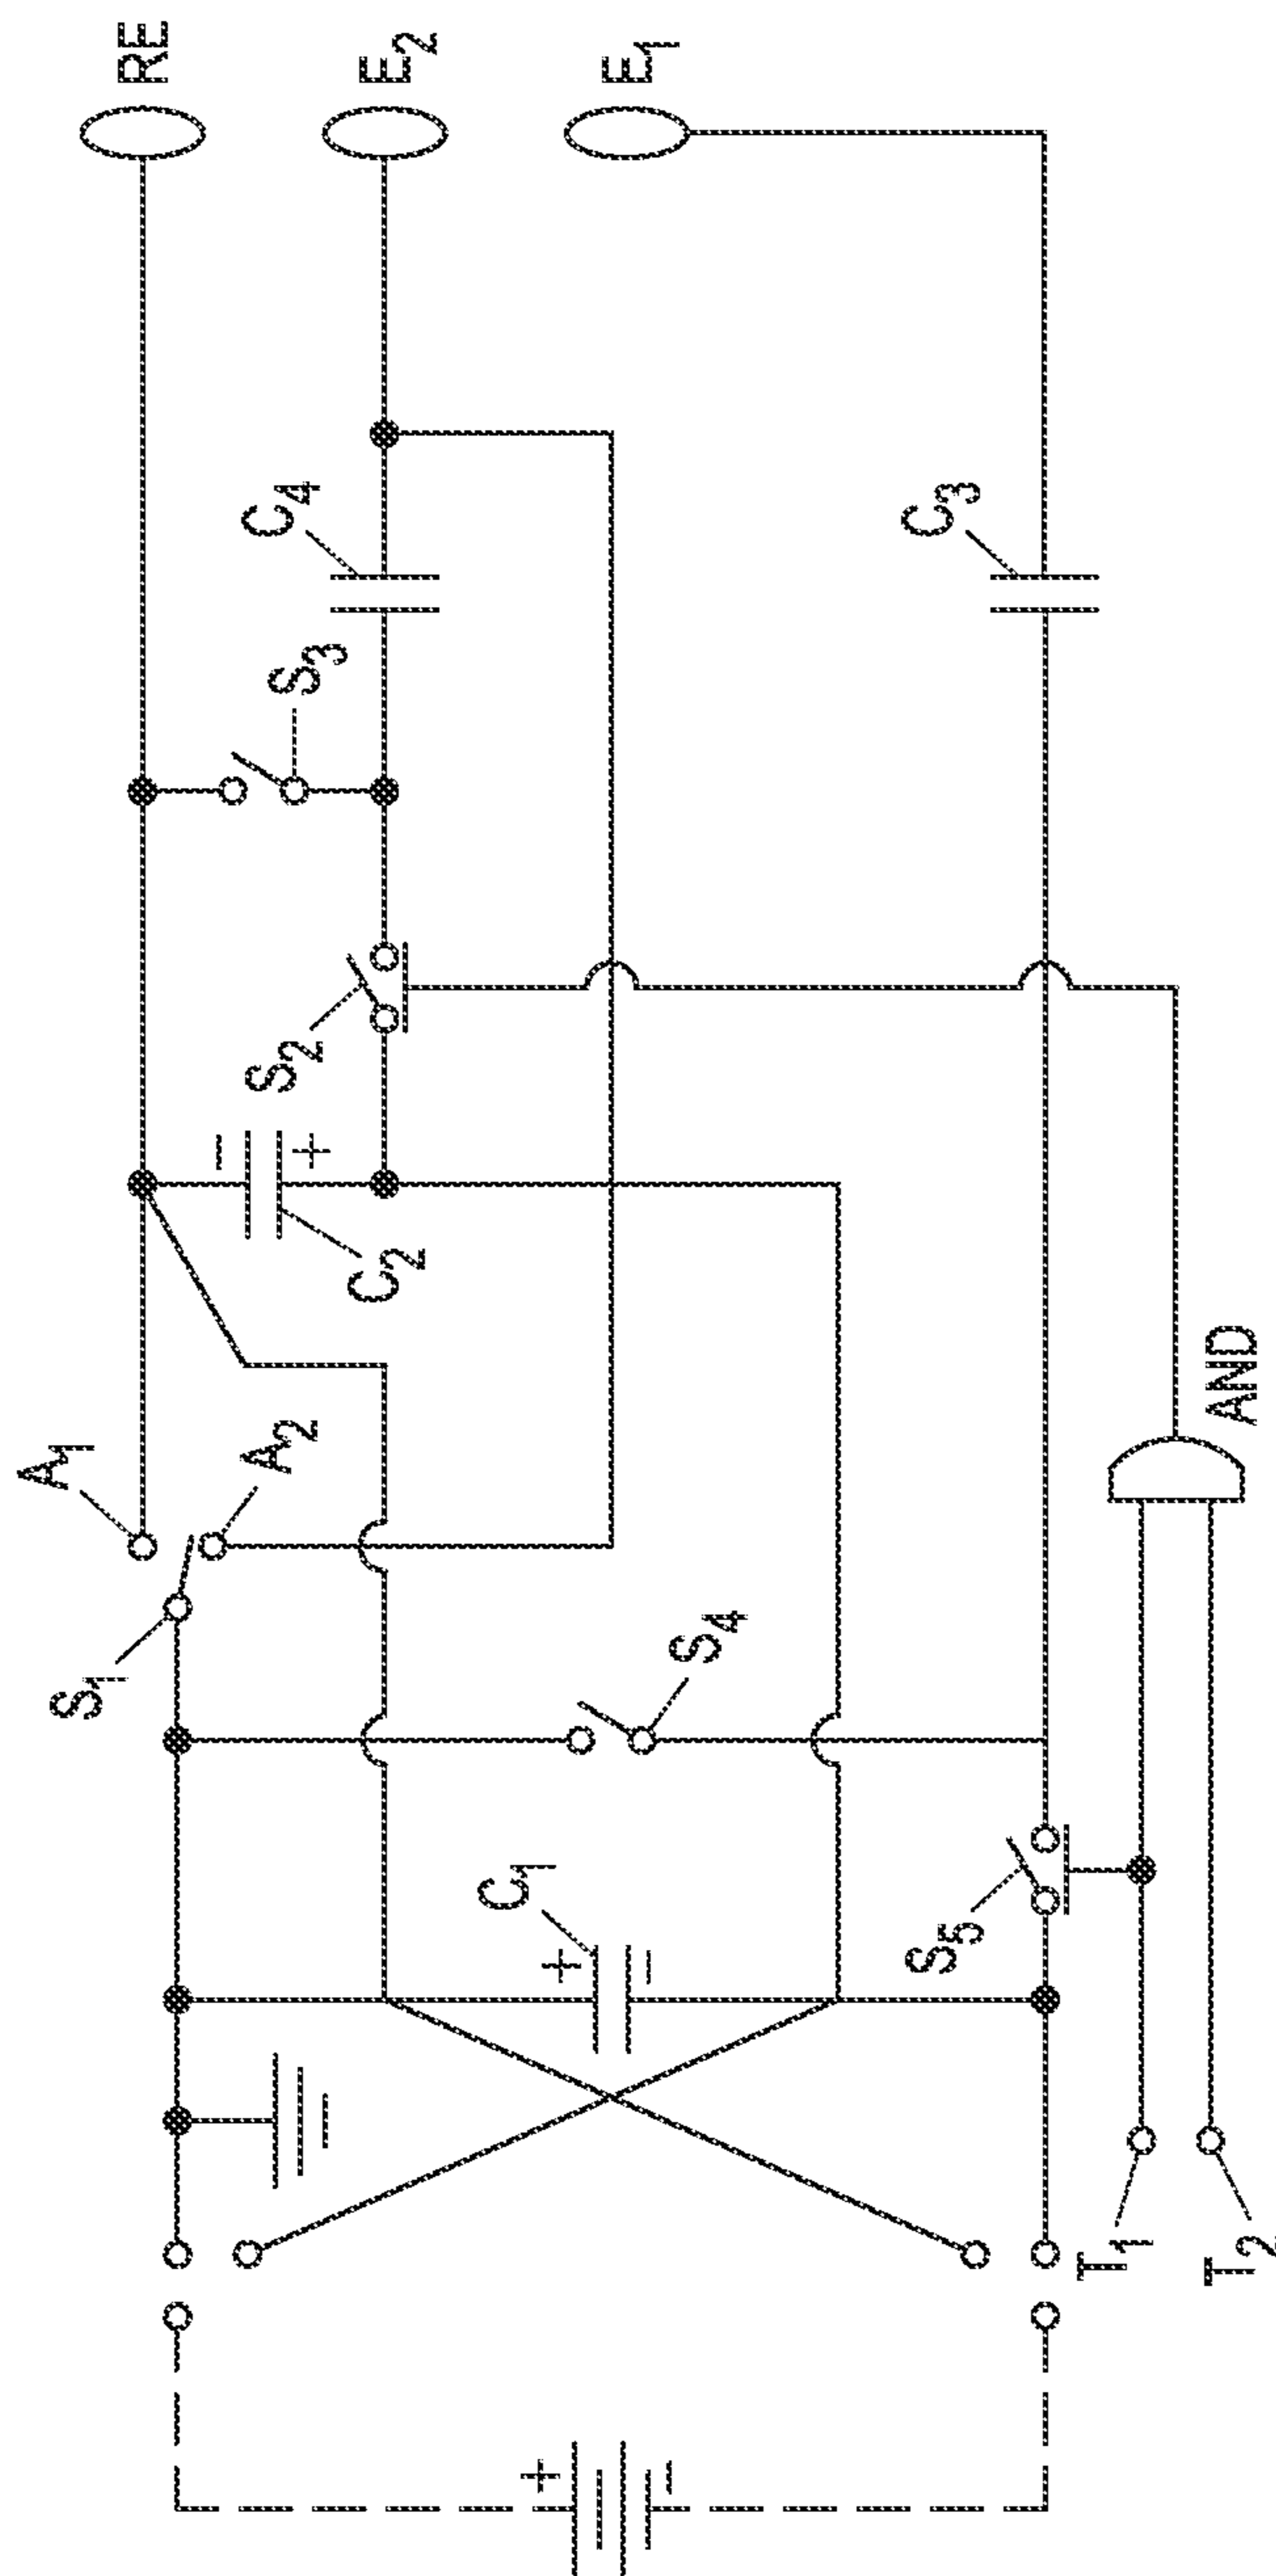 RE
E2
E1
C4
C3
S3
S2
C2
A1
A2
AND
S1
S4
C1
S5
T1
T2
+
-
+
-
+
-